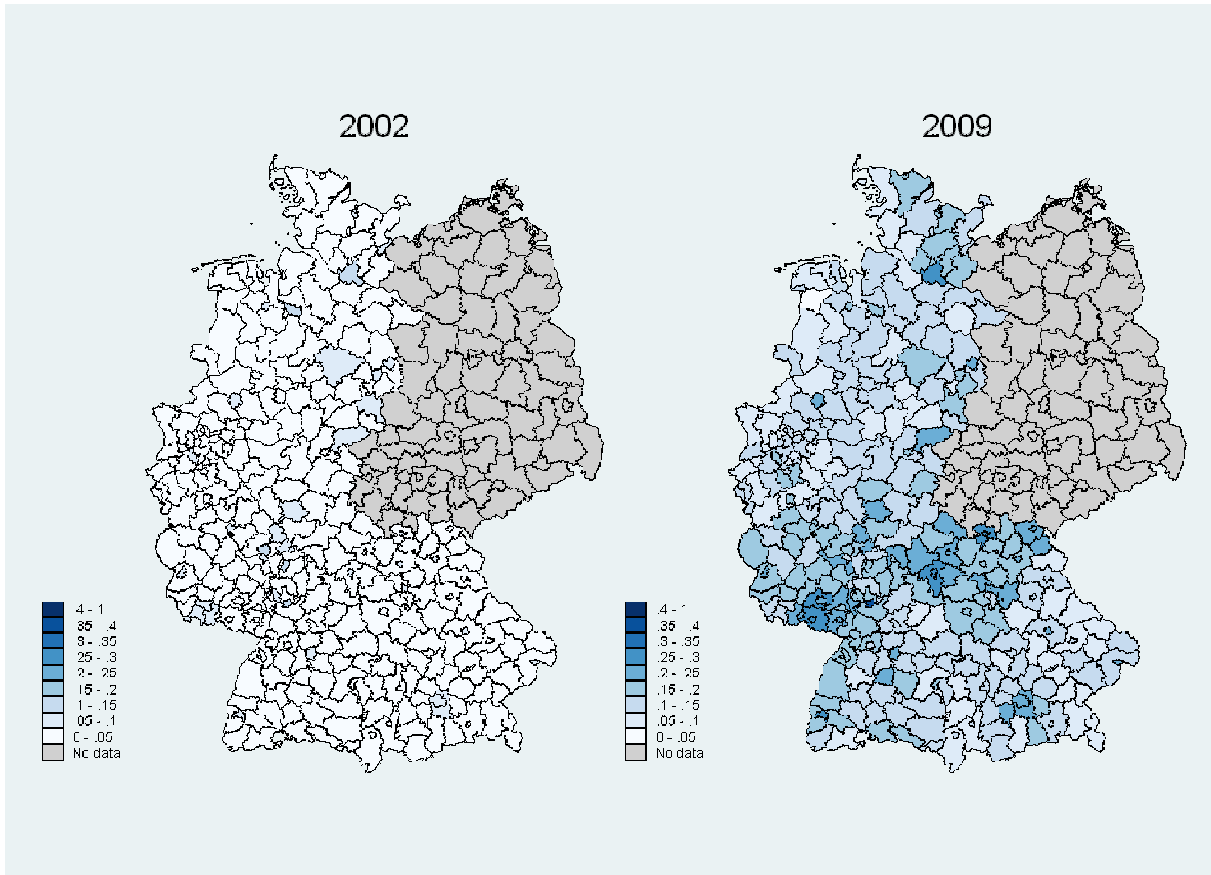 2002
2009
.4 - 1
.35 - .4
.3 - .35
.25 - .3
.2 - .25
.15 - .2
.1 - .15
.05 - .1
0 - .05
No data
.4 - 1
.35 - .4
.3 - .35
.25 - .3
.2 - .25
.15 - .2
.1 - .15
.05 - .1
0 - .05
No data